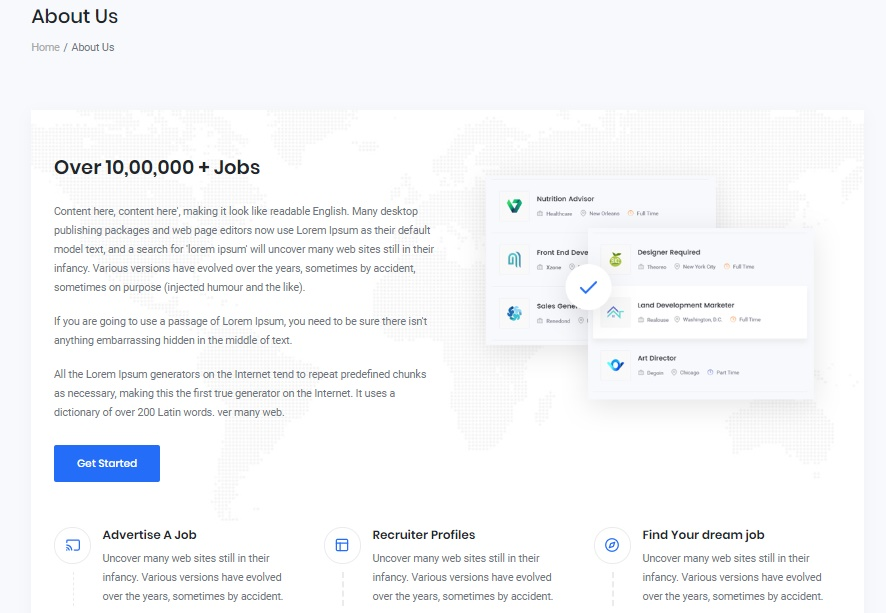 About Us
Home / About Us
Over 10,00,000 + Jobs
Content here, content here', making it look like readable English. Many desktop
publishing packages and web page editors now use Lorem Ipsum as their default
model text, and a search for 'lorem ipsum' will uncover many web sites still in their
infancy. Various versions have evolved over the years, sometimes by accident,
sometimes on purpose (injected humour and the like).
If you are going to use a passage of Lorem Ipsum, you need to be sure there isn't
anything embarrassing hidden in the middle of text.
All the Lorem Ipsum generators on the Internet tend to repeat predefined chunks
as necessary, making this the first true generator on the Internet. It uses a
dictionary of over 200 Latin words. ver many web.
Get Started
Nutrition Advisor
Healthcase New Orleans Full Time
Front End Deve
Xzone
Sales Gener
Designer Required
Theoreo New York City Full Time
Land Development Marketer
Realouse Washington, D.C. Full Time
Art Director
Degoin Chicago Part Time
Advertise A Job
Uncover many web sites still in their
infancy. Various versions have evolved
over the years, sometimes by accident.
Recruiter Profiles
Uncover many web sites still in their
infancy. Various versions have evolved
over the years, sometimes by accident.
Find Your dream job
Uncover many web sites still in their
infancy. Various versions have evolved
over the years, sometimes by accident.